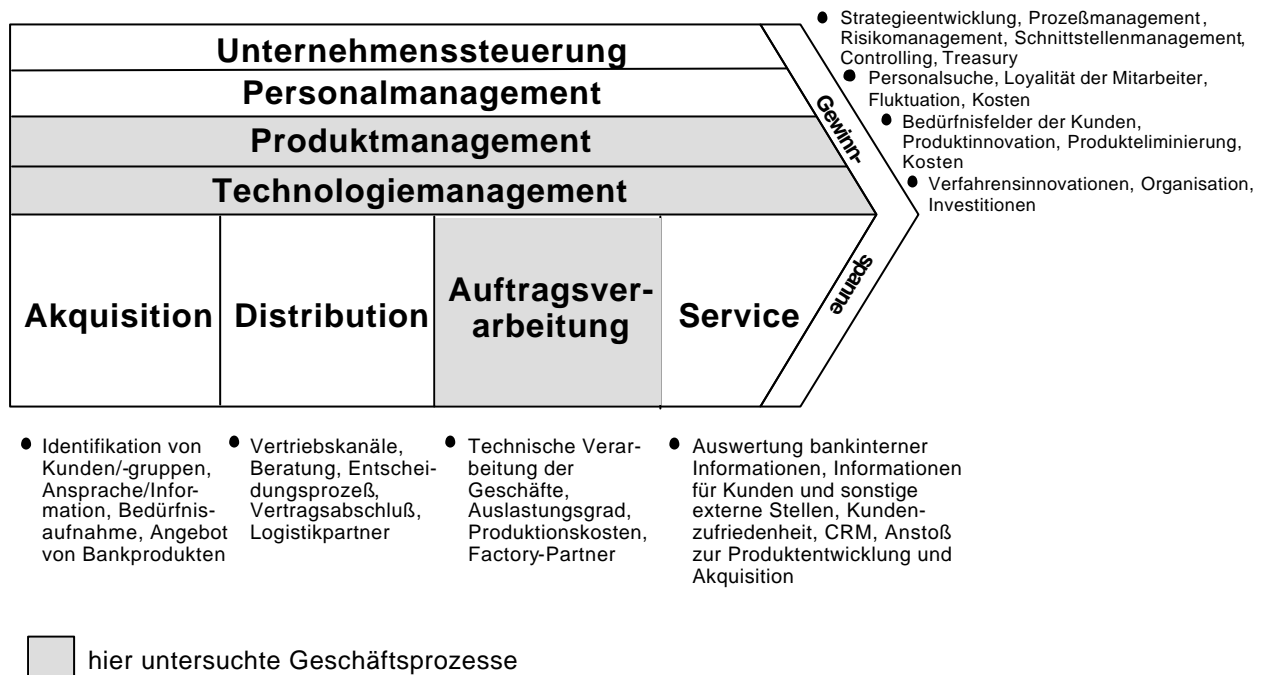 Unternehmenssteuerung
Personalmanagement
Produktmanagement
Technologiemanagement
Akquisition
Distribution
Auftragsver-
arbeitung
Service
Gewinn-
spanne
● Strategieentwicklung, Prozeßmanagement,
Risikomanagement, Schnittstellenmanagement,
Controlling, Treasury
● Personalsuche, Loyalität der Mitarbeiter,
Fluktuation, Kosten
● Bedürfnisfelder der Kunden,
Produktinnovation, Produkteliminierung,
Kosten
● Verfahrensinnovationen, Organisation,
Investitionen
● Identifikation von
Kunden/-gruppen,
Ansprache/Infor-
mation, Bedürfnis-
aufnahme, Angebot
von Bankprodukten
● Vertriebskanäle,
Beratung, Entschei-
dungsprozeß,
Vertragsabschluß,
Logistikpartner
● Technische Verar-
beitung der
Geschäfte,
Auslastungsgrad,
Produktionskosten,
Factory-Partner
● Auswertung bankinterner
Informationen, Informationen
für Kunden und sonstige
externe Stellen, Kunden-
zufriedenheit, CRM, Anstoß
zur Produktentwicklung und
Akquisition
hier untersuchte Geschäftsprozesse